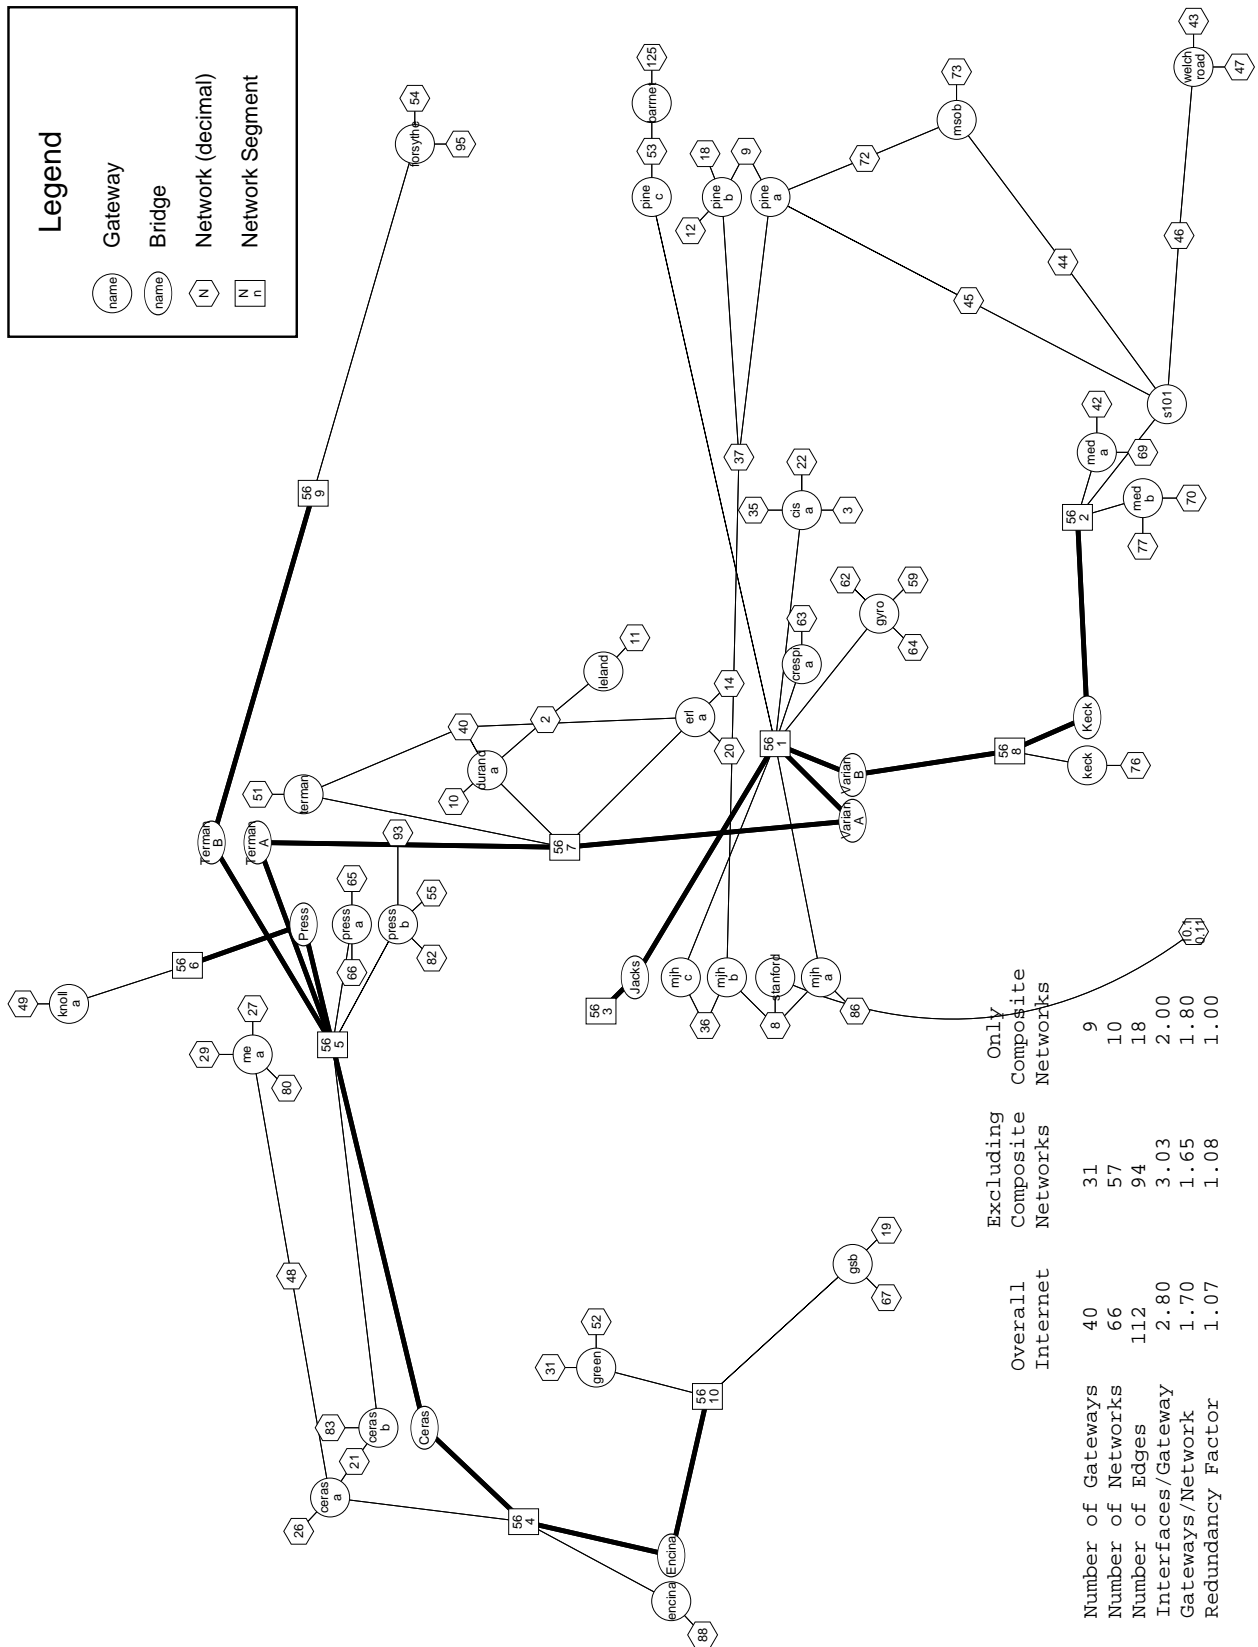 Legend
name Gateway
name Bridge
N Network (decimal)
N
n Network Segment
49
knoll
a
56
6
29
27
me
a
80
48
26
ceras
a
21
83
ceras
b
Ceras
56
5
Press
press
a
66
65
press
b
93
82
55
Terman
B
Terman
A
51
terman
56
9
forsythe
54
95
40
10
durand
a
2
leland
11
56
7
erl
a
14
20
56
4
encina
88
Encina
31
green
52
56
10
gsb
67
19
56
3
Jacks
mjh
c
36
mjh
b
stanford
8
mjh
a
86
10.1
0.11
56
1
Varian
A
Varian
B
crespi
a
63
gyro
62
59
64
cis
a
35
22
3
37
pine
c
53
barnet
125
12
pine
b
18
9
pine
a
72
msob
73
45
44
46
welch
road
43
47
56
8
keck
76
Keck
56
2
med
a
42
69
med
b
77
70
s101
Overall
Internet
Excluding
Composite
Networks
Only
Composite
Networks
Number of Gateways 40 31 9
Number of Networks 66 57 10
Number of Edges 112 94 18
Interfaces/Gateway 2.80 3.03 2.00
Gateways/Network 1.70 1.65 1.80
Redundancy Factor 1.07 1.08 1.00